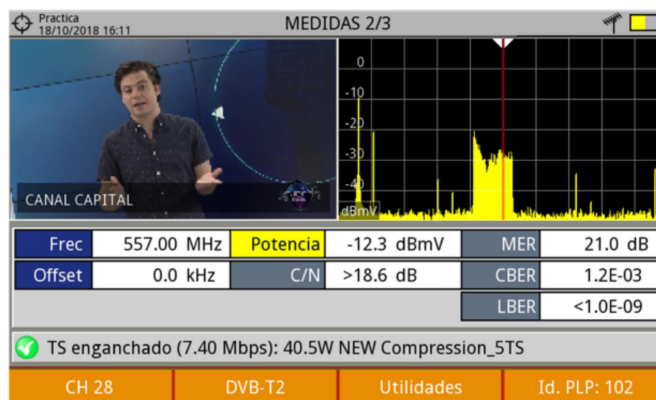 Practica
18/10/2018 16:11
MEDIDAS 2/3
CANAL CAPITAL
0
-10
-20
-30
-40
dBmV
Frec 557.00 MHz Potencia -12.3 dBmV MER 21.0 dB
Offset 0.0 kHz C/N >18.6 dB CBER 1.2E-03
LBER <1.0E-09
TS enganchado (7.40 Mbps): 40.5W NEW Compression_5TS
CH 28 DVB-T2 Utilidades Id. PLP: 102